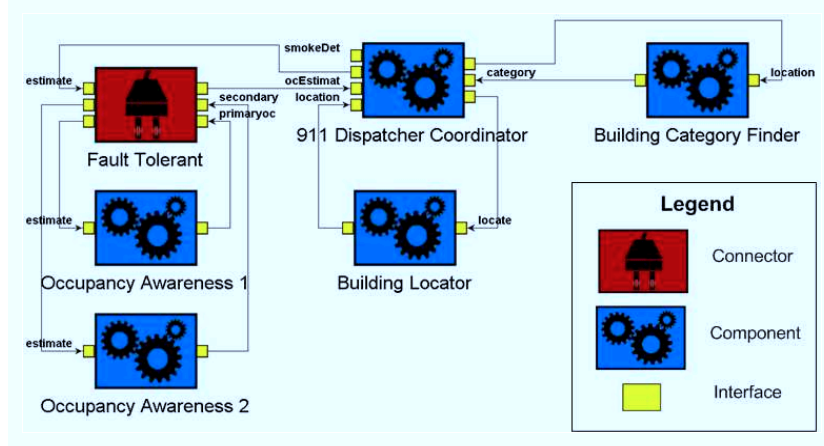 smokeDet
estimate
ocEstimat
category
location
secondary
location
primaryoc
Fault Tolerant
911 Dispatcher Coordinator
Building Category Finder
estimate
locate
Occupancy Awareness 1
Building Locator
estimate
Occupancy Awareness 2
Legend
Connector
Component
Interface